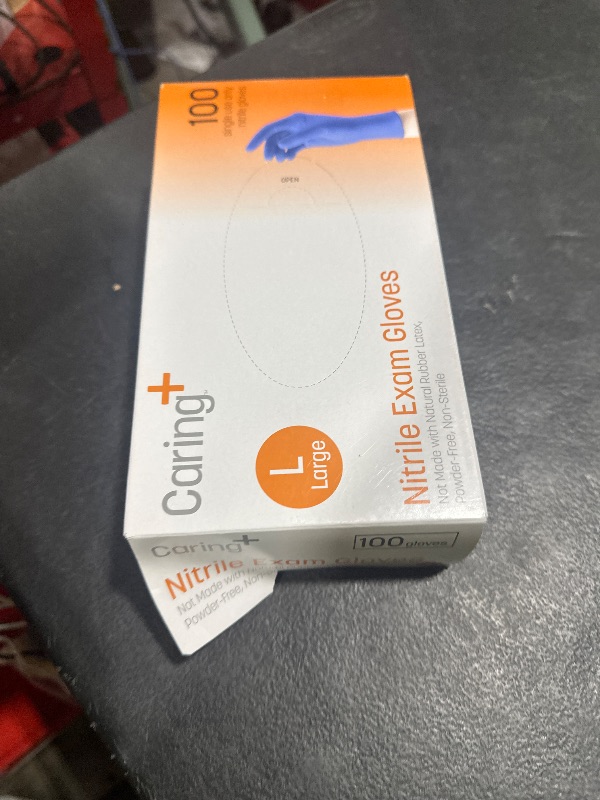 100
single use only
nitrile gloves
OPEN
Caring+
L
Large
Nitrile Exam Gloves
Not Made with Natural Rubber Latex,
Powder-Free, Non-Sterile
Caring+
100 gloves
Nitrile Exam Gloves
Not Made with
Powder-Free, Non